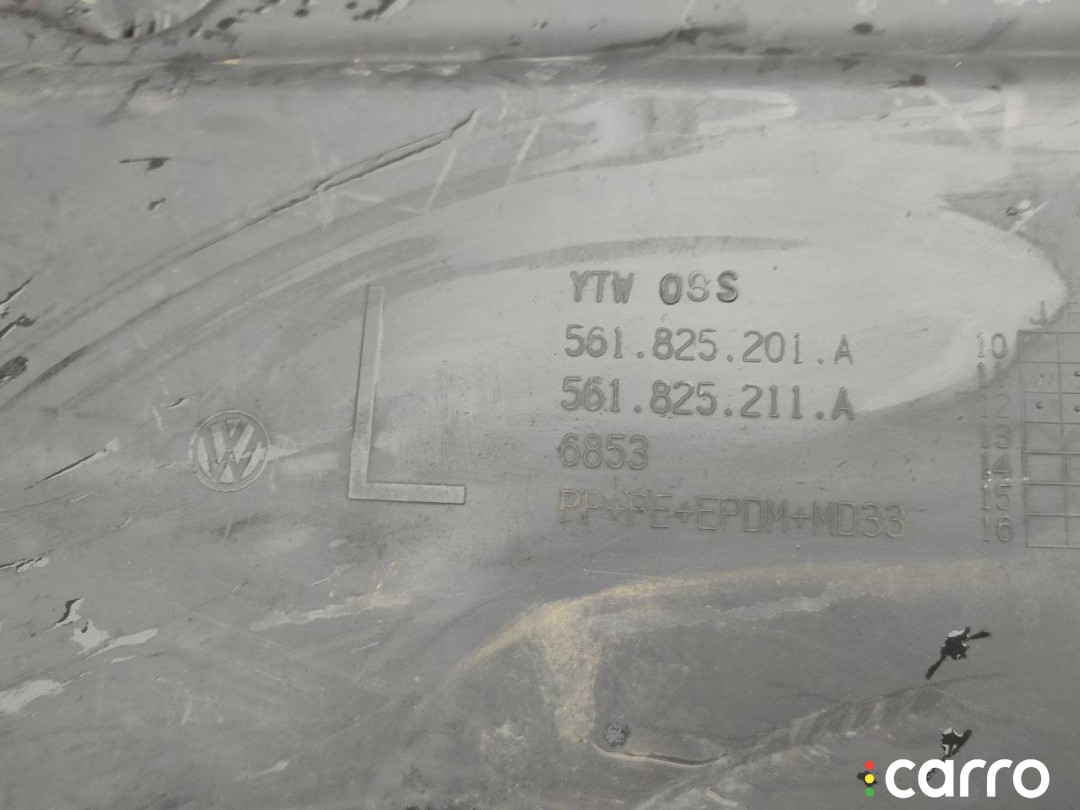 YTW 08S
561.825.201.A
561.825.211.A
6853
PP+PE+EPDM+MD33
L
10
11
12
13
14
15
16
carro